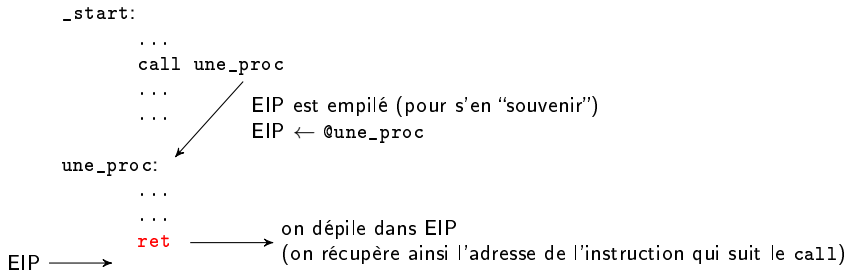 _start:
...
call une_proc
...
...
EIP est empilé (pour s'en “souvenir”)
EIP ← @une_proc
une_proc:
...
...
ret
on dépile dans EIP
(on récupère ainsi l'adresse de l'instruction qui suit le call)
EIP